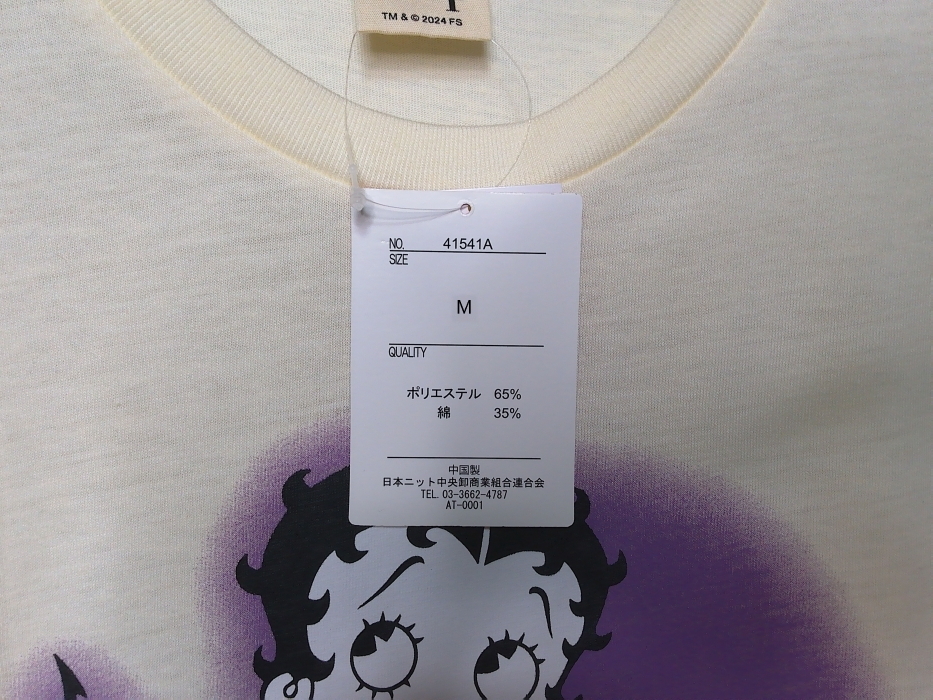 TM & © 2024 FS
NO. 41541A
SIZE
M
QUALITY
ポリエステル 65%
綿 35%
中国製
日本ニット中央卸商業組合連合会
TEL. 03-3662-4787
AT-0001